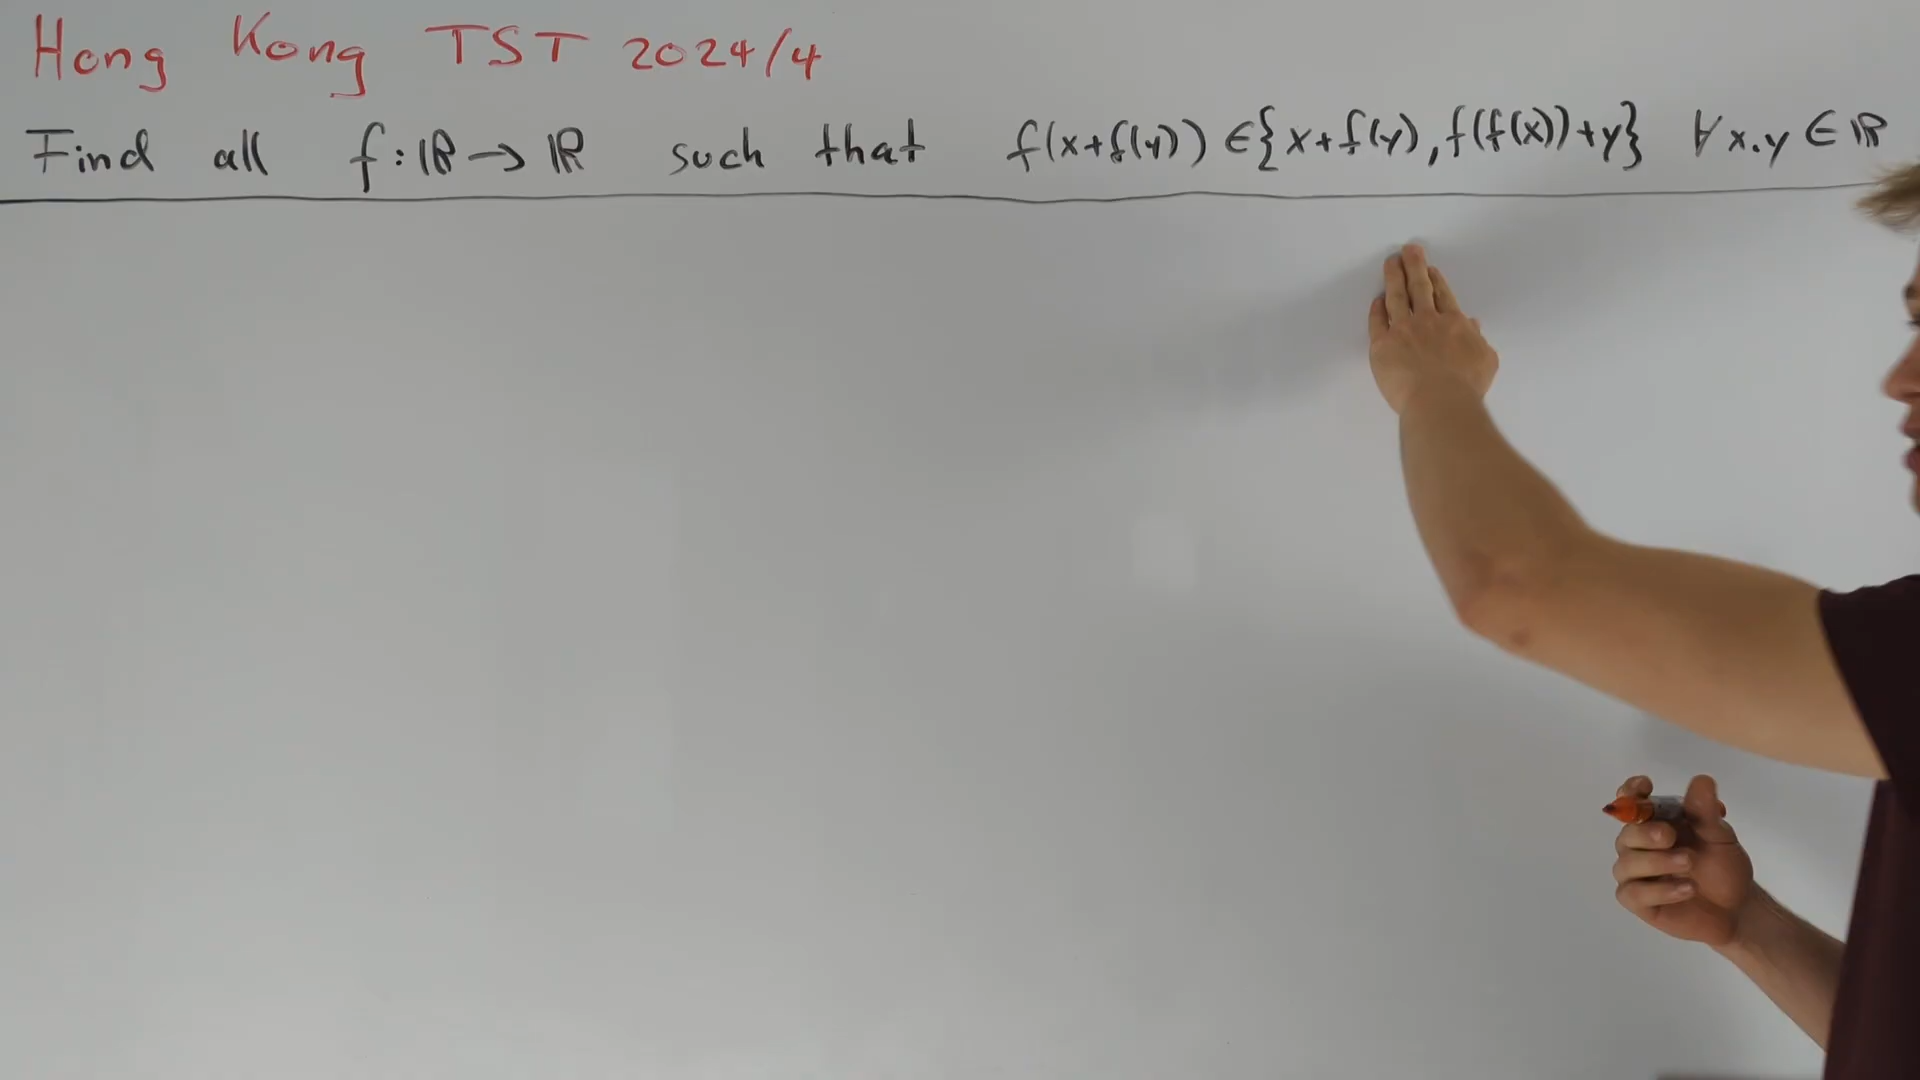 Hong Kong TST 2024/4
Find all f:ℝ→ℝ such that f(x+f(y))∈{x+f(y),f(f(x))+y} ∀x.y∈ℝ